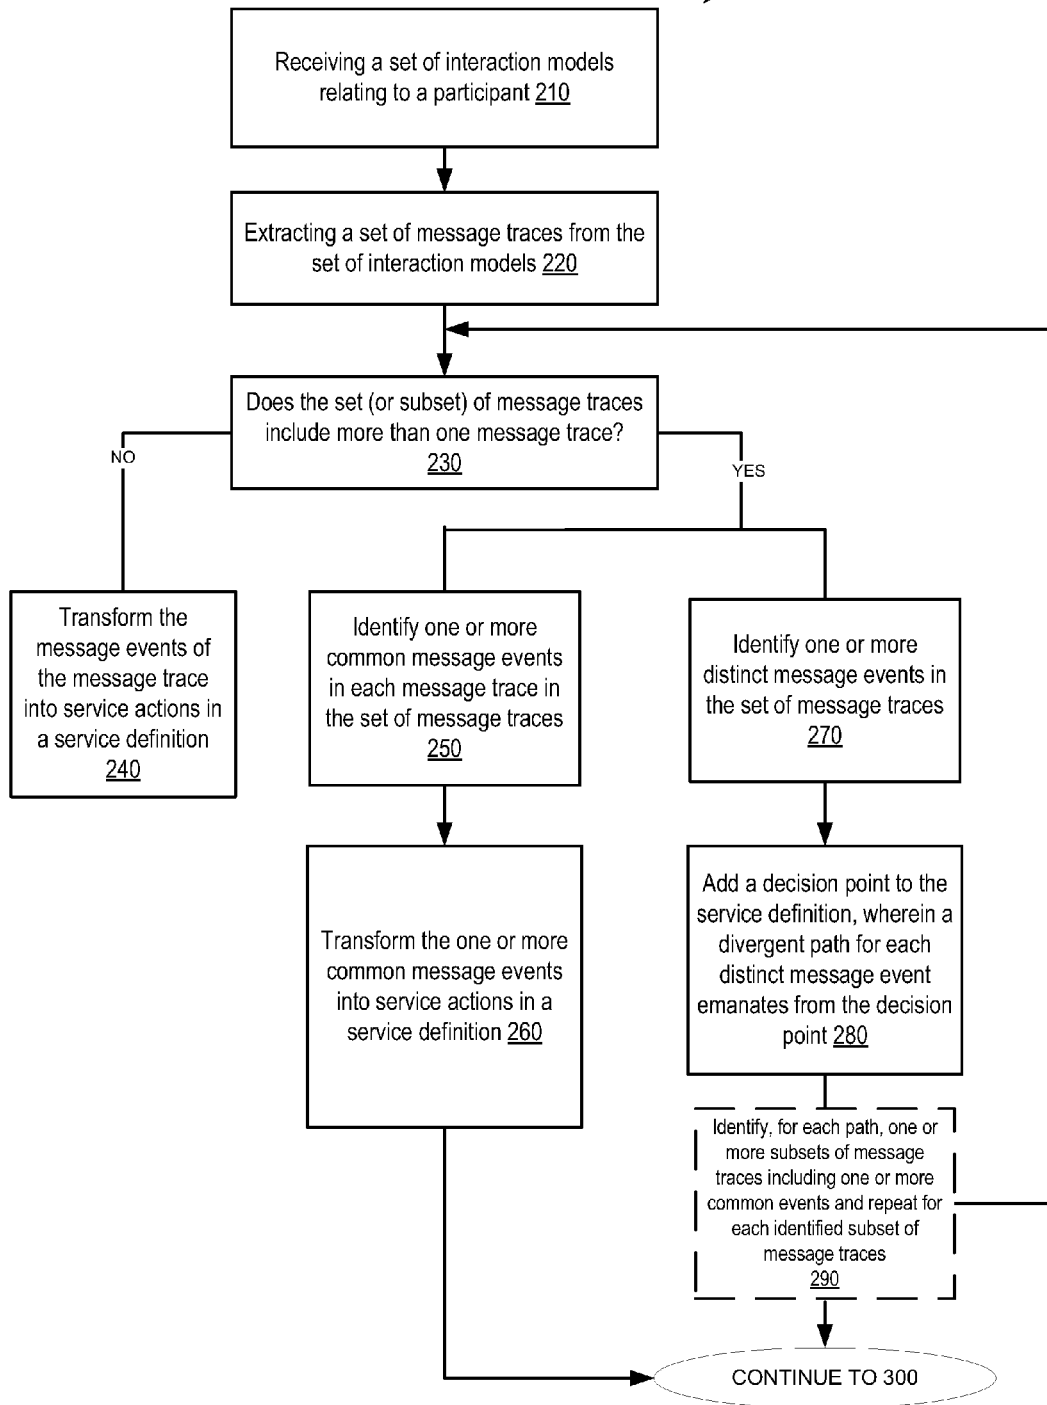 Receiving a set of interaction models
relating to a participant 210
Extracting a set of message traces from the
set of interaction models 220
Does the set (or subset) of message traces
include more than one message trace?
230
NO
YES
Transform the
message events of
the message trace
into service actions in
a service definition
240
Identify one or more
common message events
in each message trace in
the set of message traces
250
Identify one or more
distinct message events in
the set of message traces
270
Transform the one or more
common message events
into service actions in a
service definition 260
Add a decision point to the
service definition, wherein a
divergent path for each
distinct message event
emanates from the decision
point 280
Identify, for each path, one or
more subsets of message
traces including one or more
common events and repeat for
each identified subset of
message traces
290
CONTINUE TO 300